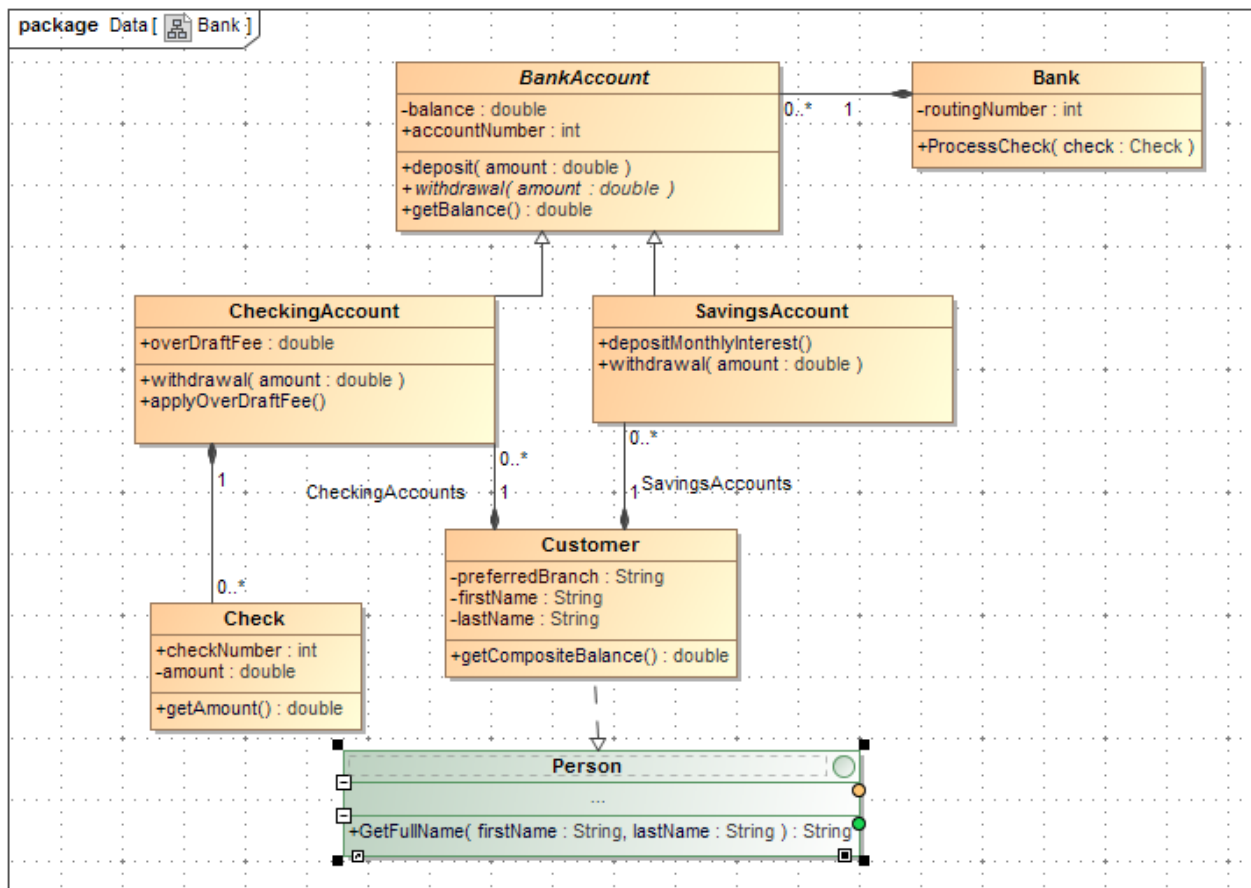 package Data [ Bank ]
BankAccount
-balance : double
+accountNumber : int
+deposit( amount : double )
+withdrawal( amount : double )
+getBalance() : double
0..*
1
Bank
-routingNumber : int
+ProcessCheck( check : Check )
CheckingAccount
+overDraftFee : double
+withdrawal( amount : double )
+applyOverDraftFee()
SavingsAccount
+depositMonthlyInterest()
+withdrawal( amount : double )
1
0..*
0..*
CheckingAccounts
1
0..*
1
SavingsAccounts
Customer
-preferredBranch : String
-firstName : String
-lastName : String
+getCompositeBalance() : double
Check
+checkNumber : int
-amount : double
+getAmount() : double
Person
...
+GetFullName( firstName : String, lastName : String ) : String